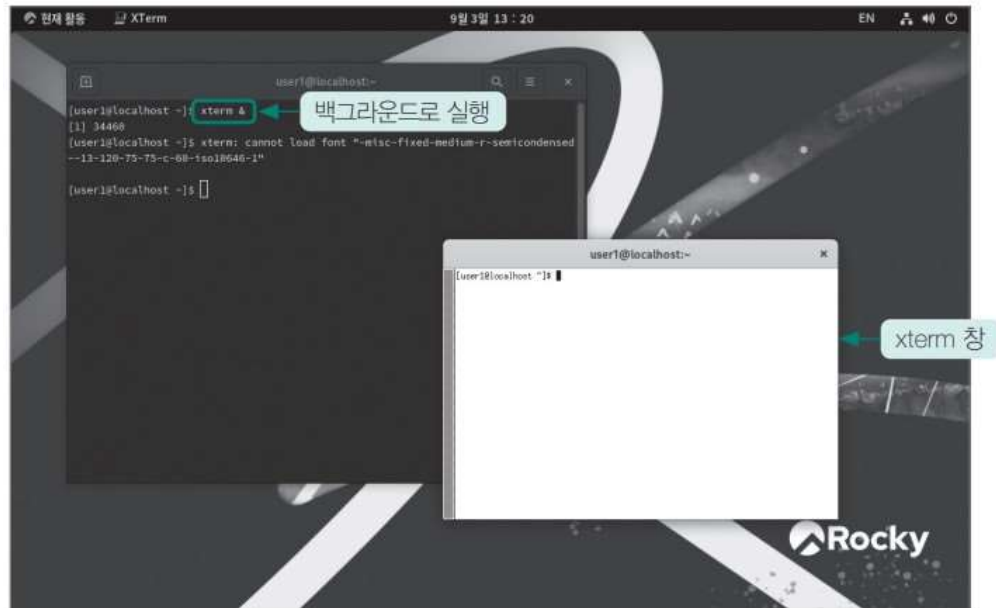 현재 활동 XTerm 9월 3일 13 : 20 EN
user1@localhost:~
[user1@localhost ~]$ xterm &
백그라운드로 실행
[1] 34460
[user1@localhost ~]$ xterm: cannot load font "-misc-fixed-medium-r-semicondensed
--13-120-75-75-c-60-iso10646-1"
[user1@localhost ~]$
user1@localhost:~
[user1@localhost ~]$
xterm 창
Rocky